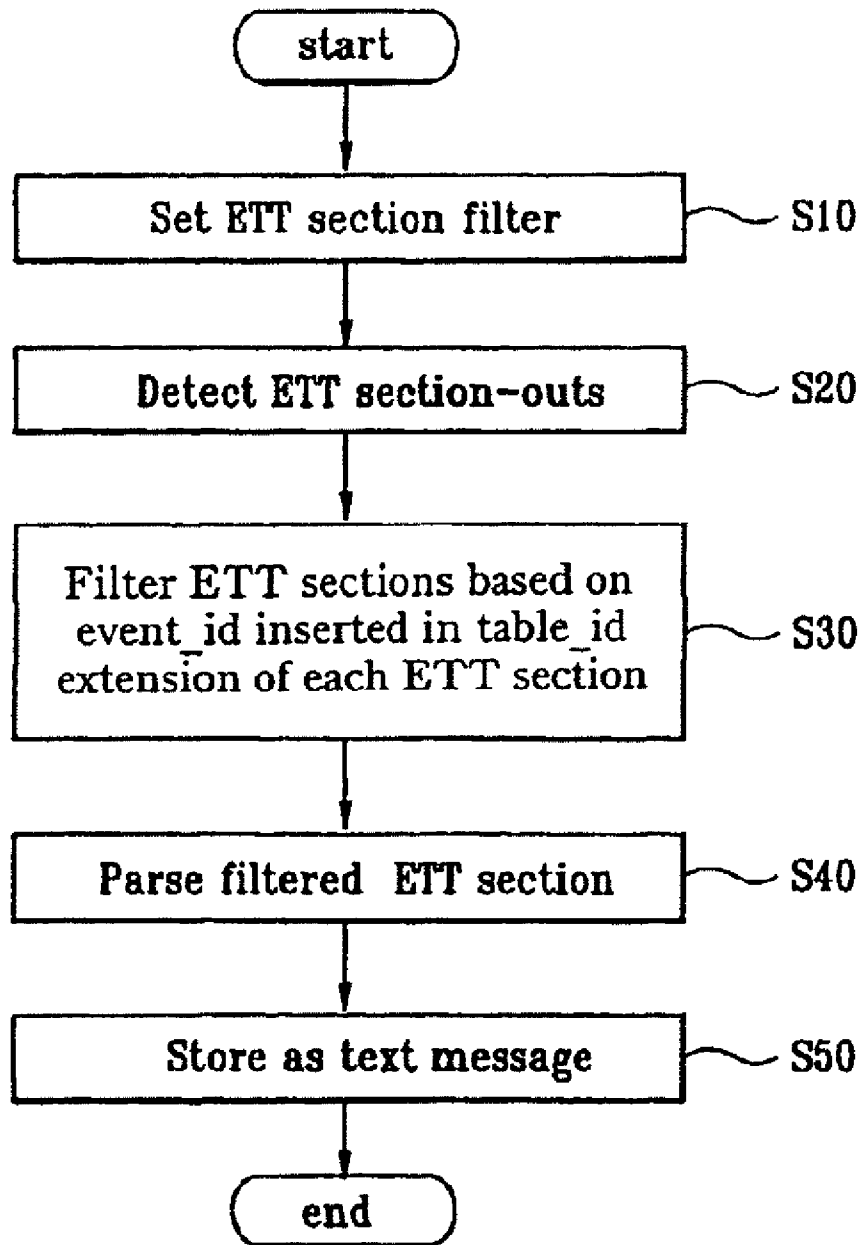 start
Set ETT section filter
S10
Detect ETT section-outs
S20
Filter ETT sections based on
event_id inserted in table_id
extension of each ETT section
S30
Parse filtered ETT section
S40
Store as text message
S50
end